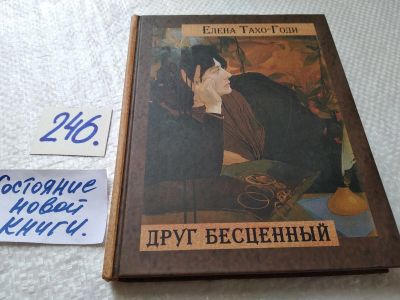 Елена Тахо-Годи
246.
Состояние
новой
книги.
ДРУГ БЕСЦЕННЫЙ